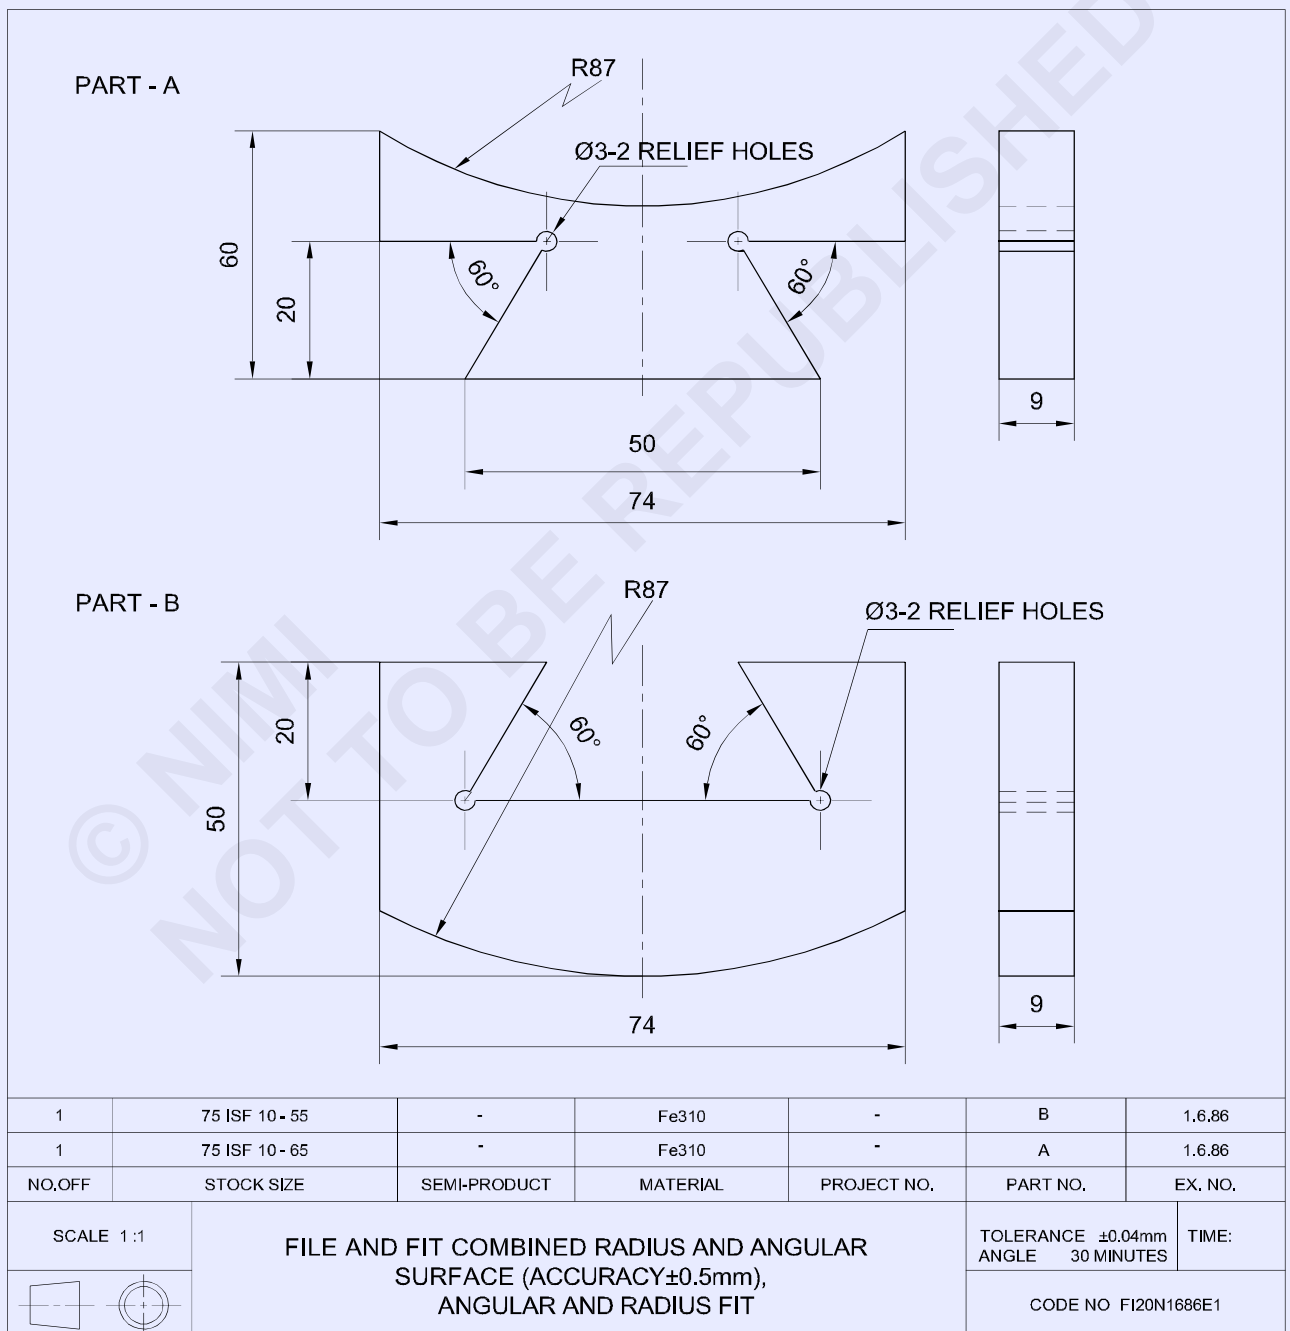 PART - A
R87
Ø3-2 RELIEF HOLES
60
20
60°
60°
9
50
74
PART - B
R87
Ø3-2 RELIEF HOLES
50
20
60°
60°
9
74
© NIMI
NOT TO BE REPUBLISHED
1 75 ISF 10 - 55 - Fe310 - B 1.6.86
1 75 ISF 10 - 65 - Fe310 - A 1.6.86
NO.OFF STOCK SIZE SEMI-PRODUCT MATERIAL PROJECT NO. PART NO. EX. NO.
SCALE 1 :1
FILE AND FIT COMBINED RADIUS AND ANGULAR
SURFACE (ACCURACY±0.5mm),
ANGULAR AND RADIUS FIT
TOLERANCE ±0.04mm
ANGLE 30 MINUTES
TIME:
CODE NO FI20N1686E1